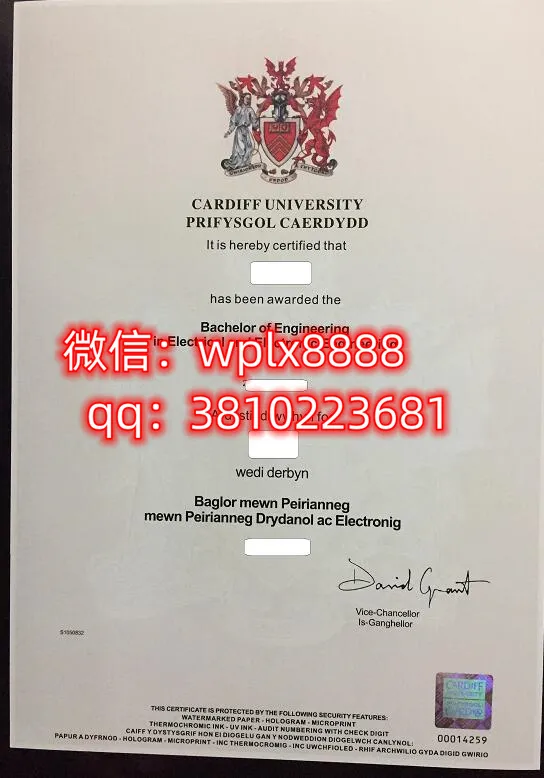 CARDIFF UNIVERSITY
PRIFYSGOL CAERDYDD
It is hereby certified that
has been awarded the
Bachelor of Engineering
in Electrical
微信：wplx8888
qq：3810223681
wedi derbyn
Baglor mewn Peirianneg
mewn Peirianneg Drydanol ac Electronig
David Grant
Vice-Chancellor
Is-Ganghellor
S1050832
CARDIFF
THIS CERTIFICATE IS PROTECTED BY THE FOLLOWING SECURITY FEATURES:
WATERMARKED PAPER - HOLOGRAM - MICROPRINT
THERMOCHROMIC INK - UV INK - AUDIT NUMBERING WITH CHECK DIGIT
CAIFF Y DYSTYSGRIF HON EI DIOGELU GAN Y NODWEDDION DIOGELWCH CANLYNOL:
PAPUR A DYFRNOD - HOLOGRAM - MICROPRINT - INC THERMOCROMIG - INC UWCHFIOLED - RHIF ARCHWILIO GYDA DIGID GWIRIO
00014259